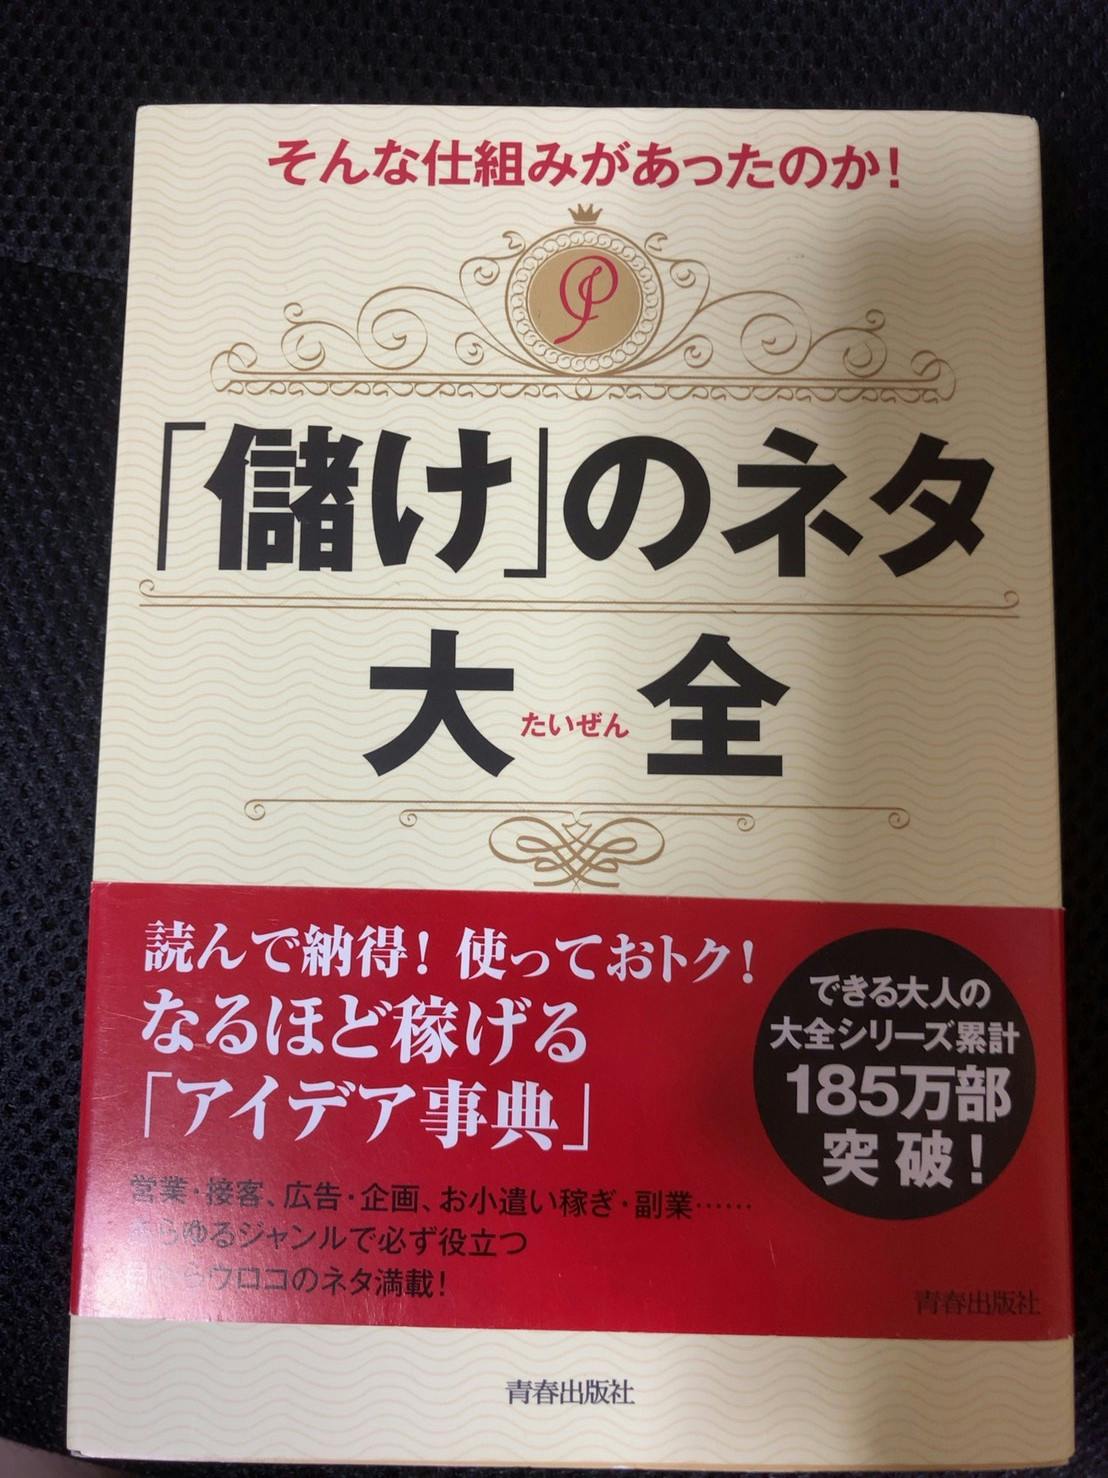 そんな仕組みがあったのか!
「儲け」のネタ
大たいぜん全
読んで納得!使っておトク!
なるほど稼げる
「アイデア事典」
営業・接客、広告・企画、お小遣い稼ぎ・副業……
あらゆるジャンルで必ず役立つ
目からウロコのネタ満載!
できる大人の
大全シリーズ累計
185万部
突破!
青春出版社
青春出版社